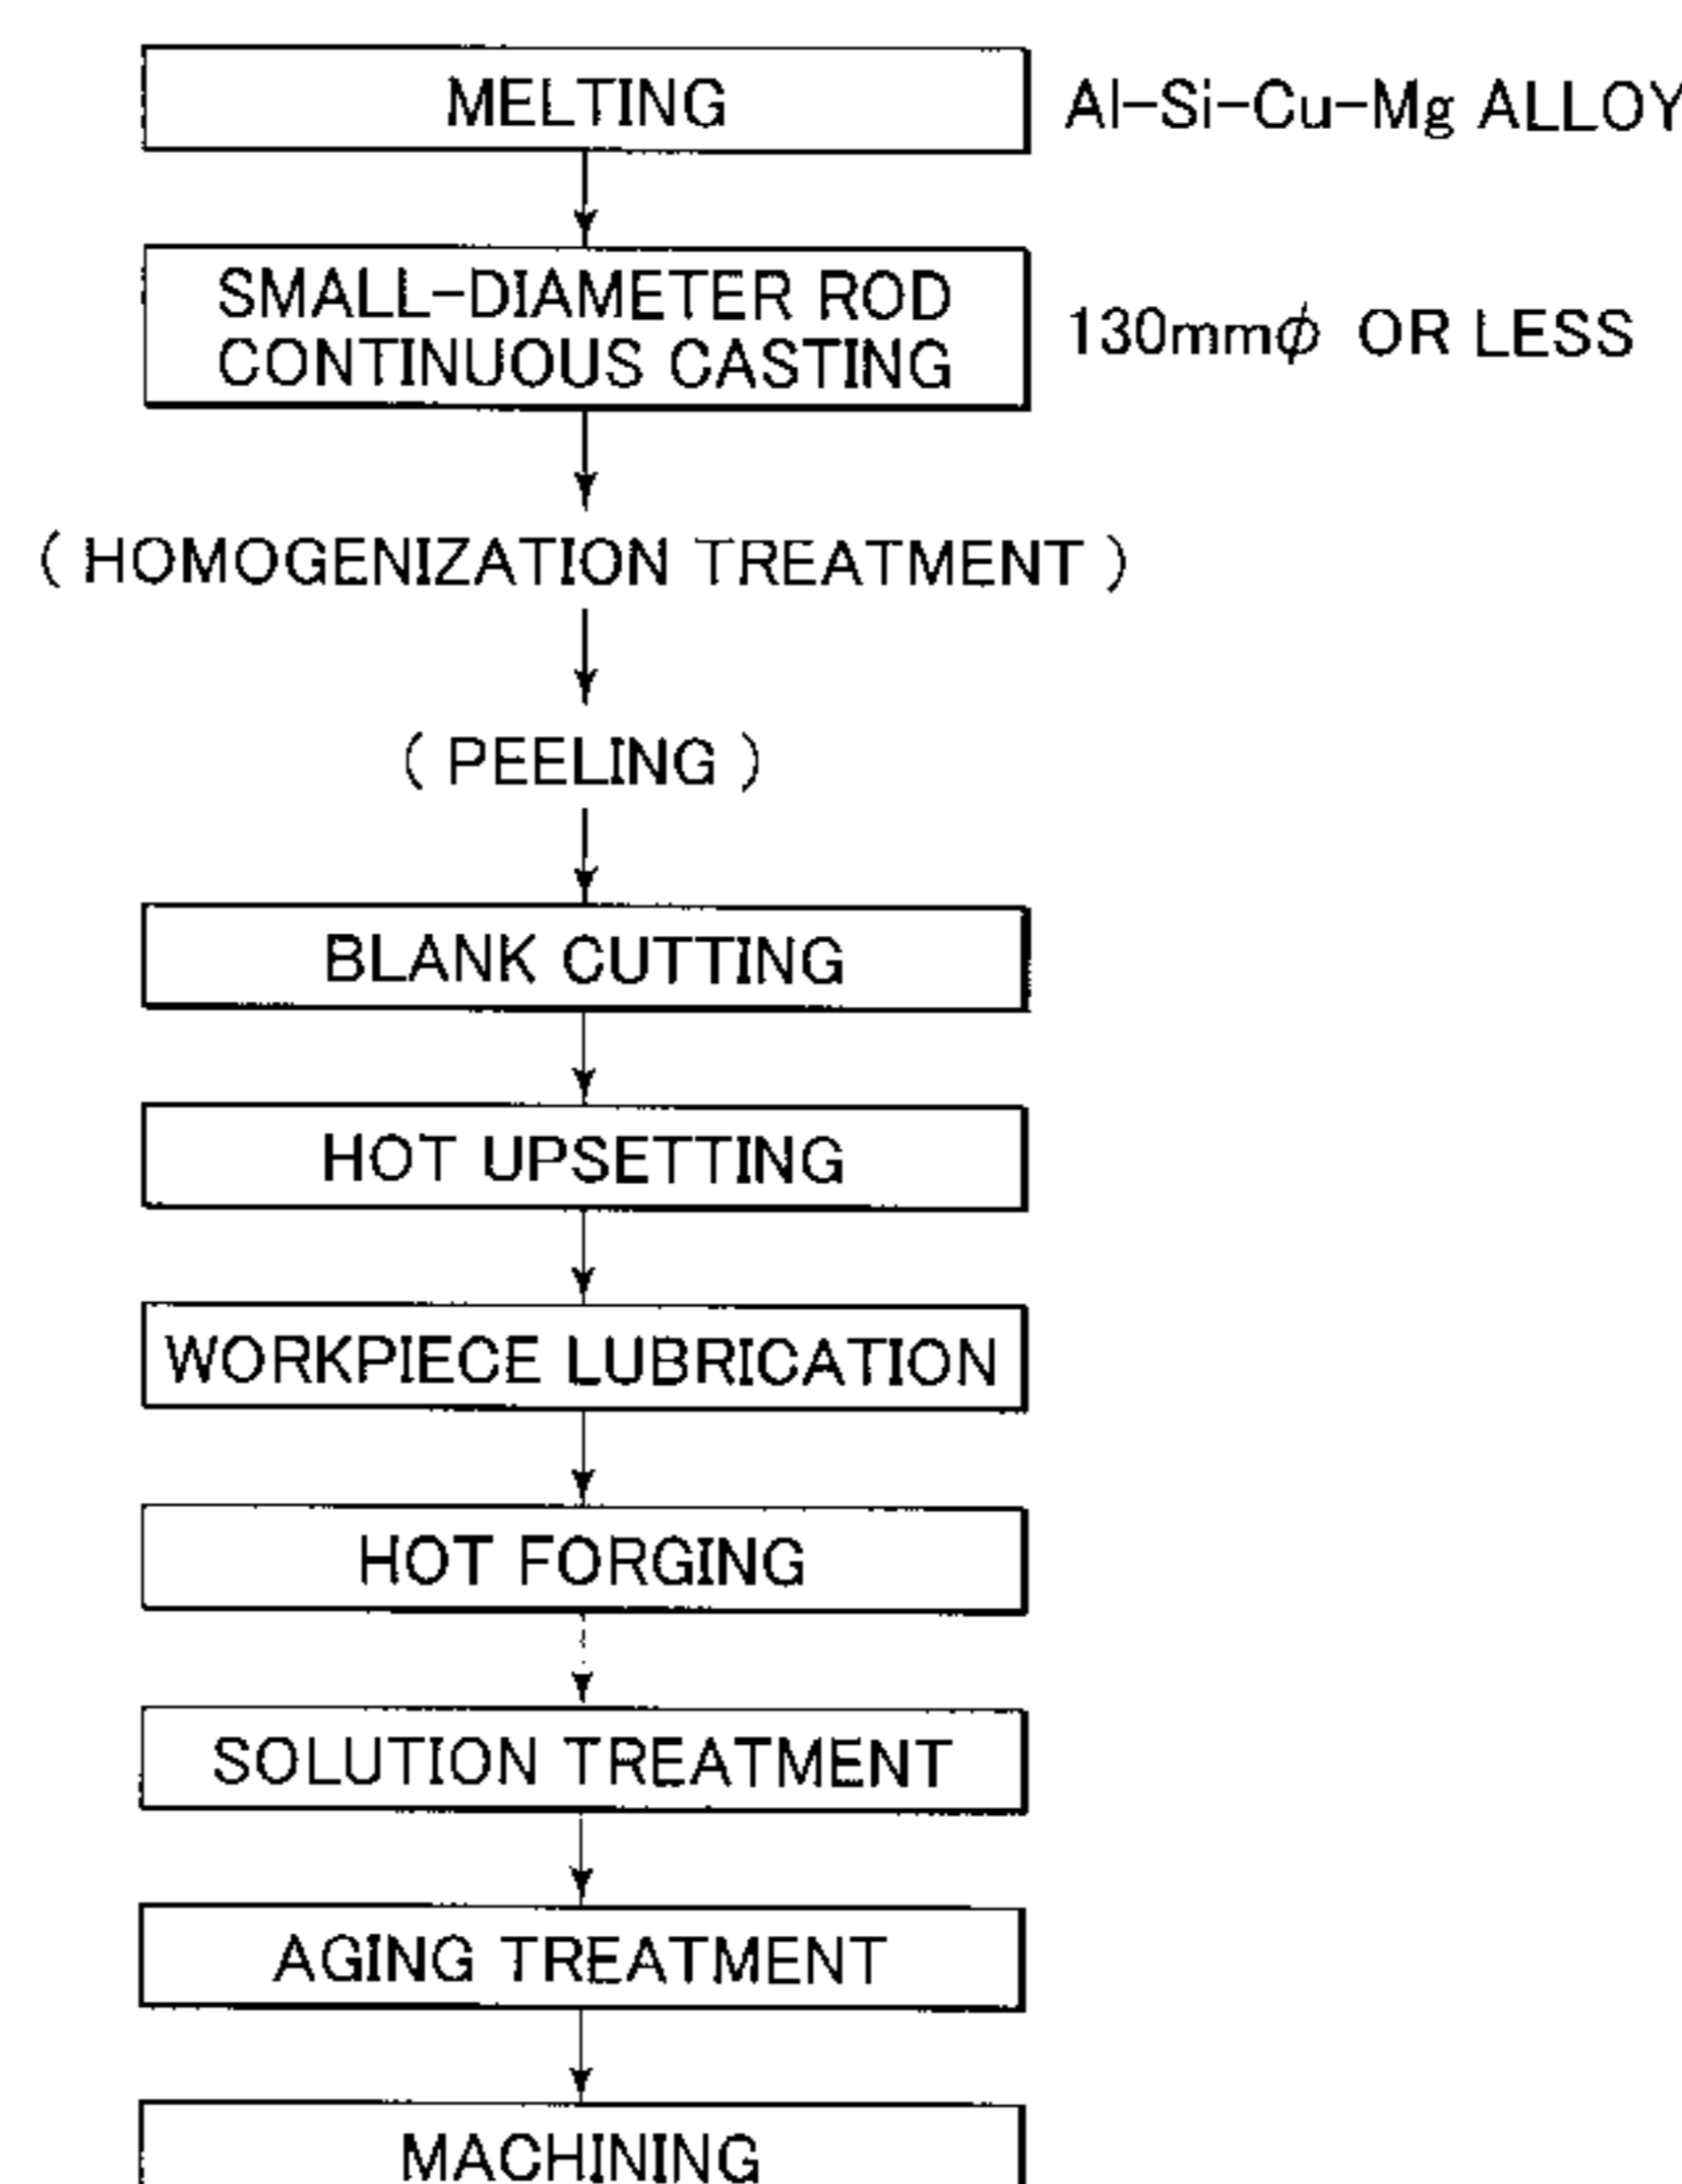 MELTING Al-Si-Cu-Mg ALLOY
SMALL-DIAMETER ROD
CONTINUOUS CASTING
130mmϕ OR LESS
( HOMOGENIZATION TREATMENT )
( PEELING )
BLANK CUTTING
HOT UPSETTING
WORKPIECE LUBRICATION
HOT FORGING
SOLUTION TREATMENT
AGING TREATMENT
MACHINING